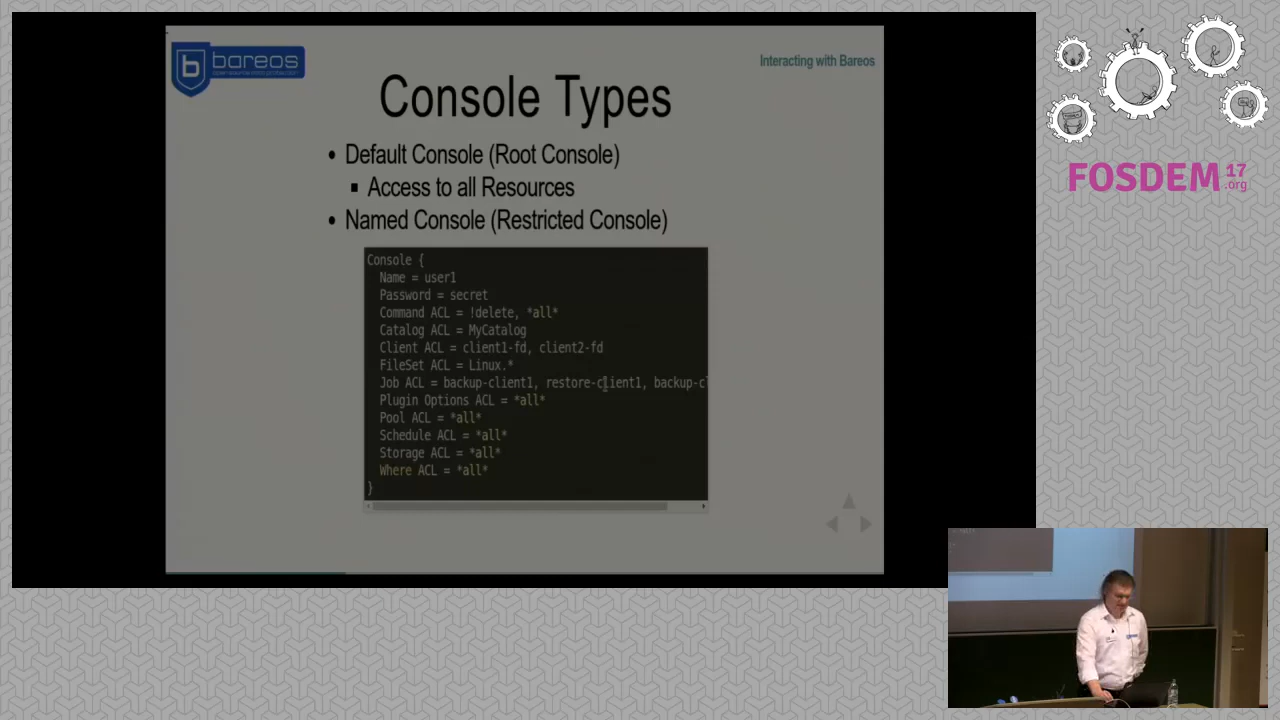 bareos
Interacting with Bareos
Console Types
• Default Console (Root Console)
▪ Access to all Resources
• Named Console (Restricted Console)
Console {
Name = user1
Password = secret
Command ACL = !delete, *all*
Catalog ACL = MyCatalog
Client ACL = client1-fd, client2-fd
FileSet ACL = Linux.*
Job ACL = backup-client1, restore-client1, backup-cl
Plugin Options ACL = *all*
Pool ACL = *all*
Schedule ACL = *all*
Storage ACL = *all*
Where ACL = *all*
}
FOSDEM 17
.org